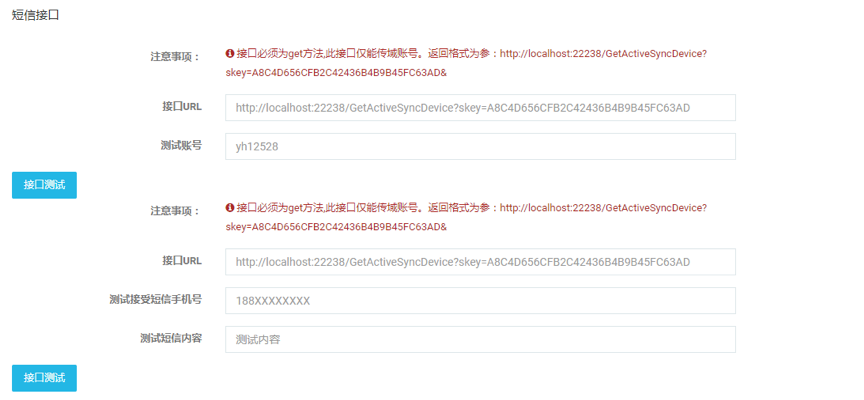 短信接口
注意事项： 接口必须为get方法,此接口仅能传域账号。返回格式为参：http://localhost:22238/GetActiveSyncDevice?
skey=A8C4D656CFB2C42436B4B9B45FC63AD&
接口URL http://localhost:22238/GetActiveSyncDevice?skey=A8C4D656CFB2C42436B4B9B45FC63AD
测试账号 yh12528
接口测试
注意事项： 接口必须为get方法,此接口仅能传域账号。返回格式为参：http://localhost:22238/GetActiveSyncDevice?
skey=A8C4D656CFB2C42436B4B9B45FC63AD&
接口URL http://localhost:22238/GetActiveSyncDevice?skey=A8C4D656CFB2C42436B4B9B45FC63AD
测试接受短信手机号 188XXXXXXXX
测试短信内容 测试内容
接口测试